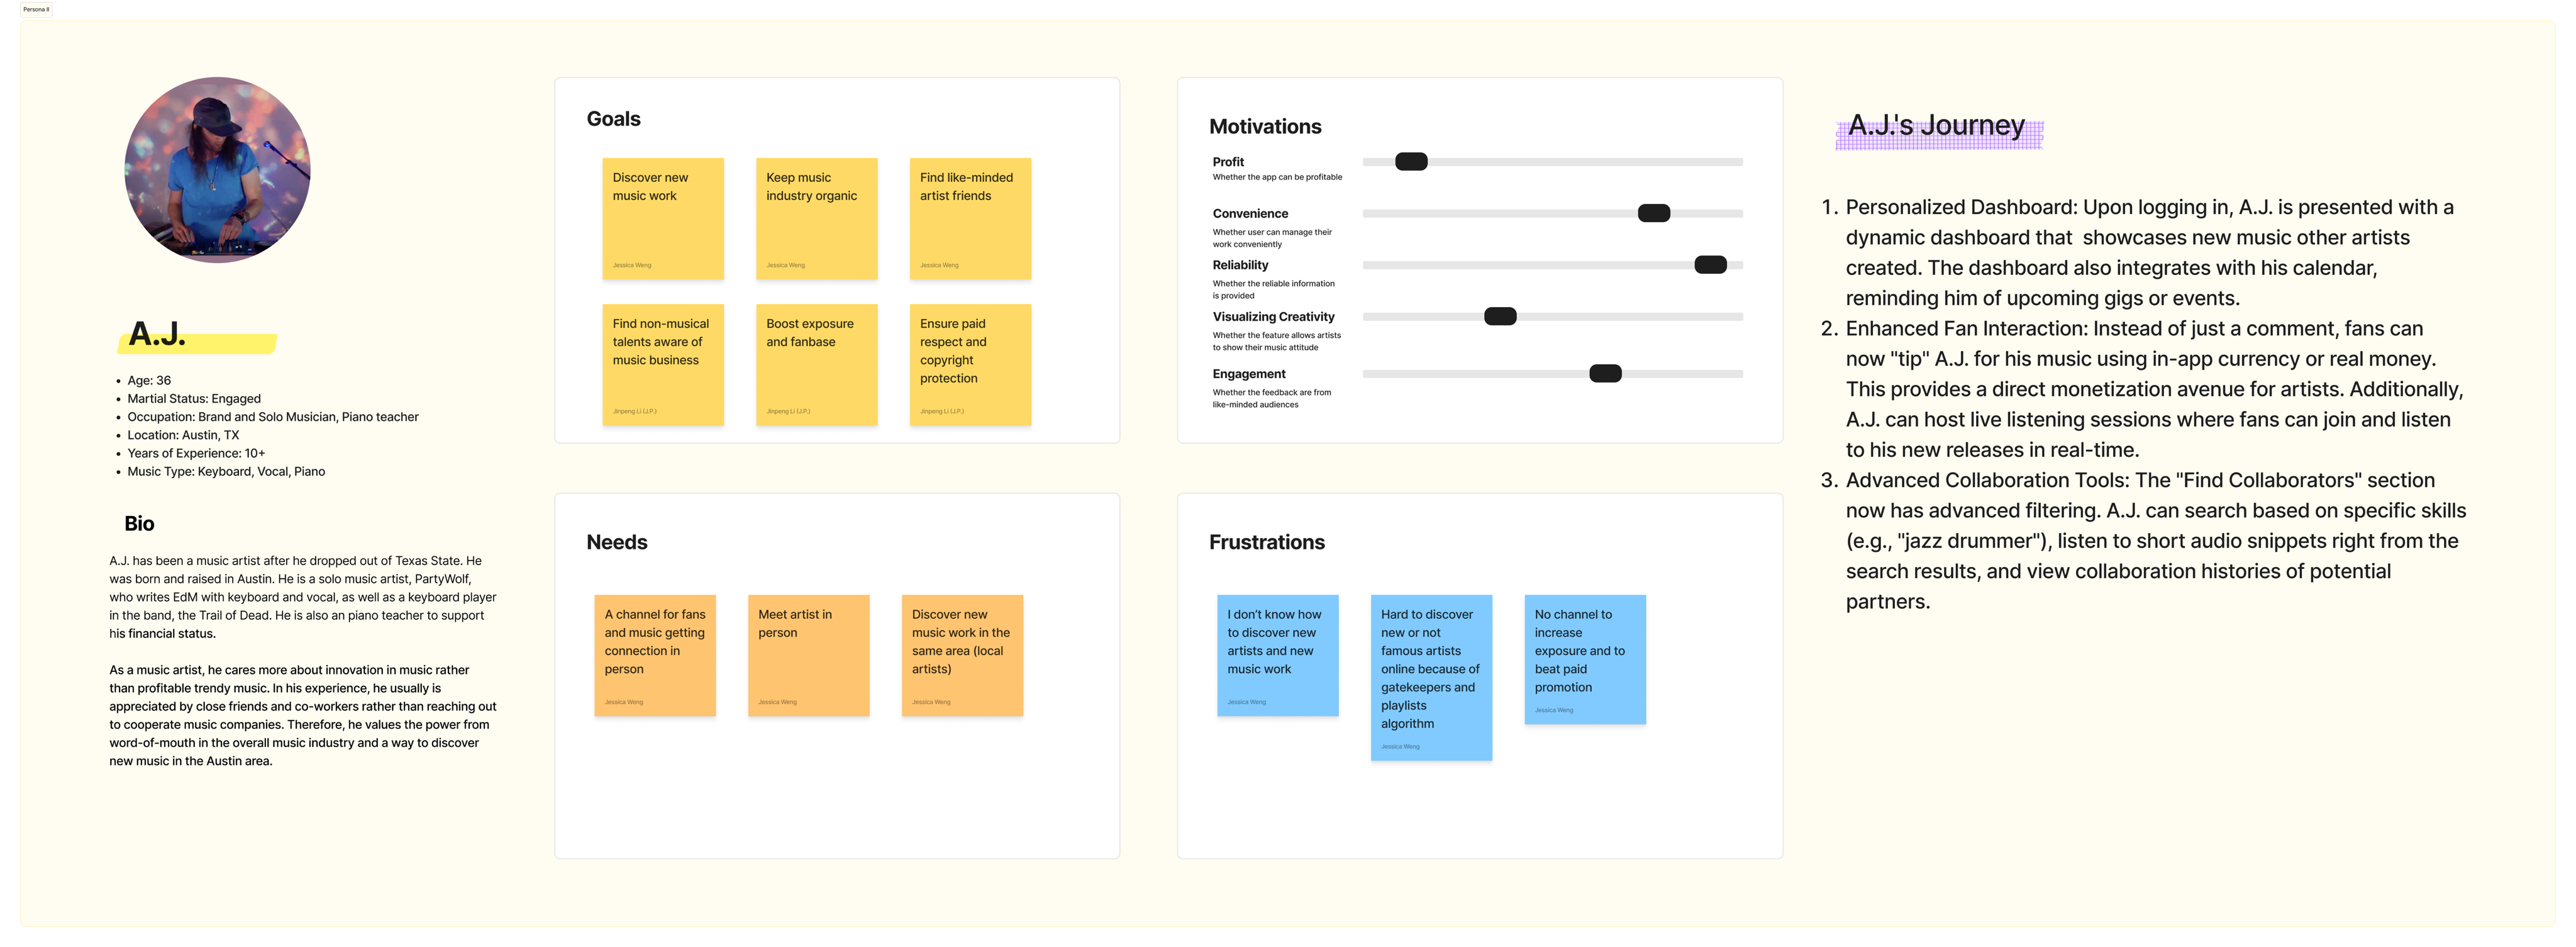 Persona II
A.J.
Age: 36
Martial Status: Engaged
Occupation: Brand and Solo Musician, Piano teacher
Location: Austin, TX
Years of Experience: 10+
Music Type: Keyboard, Vocal, Piano
Bio
A.J. has been a music artist after he dropped out of Texas State. He
was born and raised in Austin. He is a solo music artist, PartyWolf,
who writes EdM with keyboard and vocal, as well as a keyboard player
in the band, the Trail of Dead. He is also an piano teacher to support
his financial status.
As a music artist, he cares more about innovation in music rather
than profitable trendy music. In his experience, he usually is
appreciated by close friends and co-workers rather than reaching out
to cooperate music companies. Therefore, he values the power from
word-of-mouth in the overall music industry and a way to discover
new music in the Austin area.
Goals
Discover new
music work
Jessica Weng
Keep music
industry organic
Jessica Weng
Find like-minded
artist friends
Jessica Weng
Find non-musical
talents aware of
music business
Jinpeng Li (J.P.)
Boost exposure
and fanbase
Jinpeng Li (J.P.)
Ensure paid
respect and
copyright
protection
Jinpeng Li (J.P.)
Motivations
Profit
Whether the app can be profitable
Convenience
Whether user can manage their
work conveniently
Reliability
Whether the reliable information
is provided
Visualizing Creativity
Whether the feature allows artists
to show their music attitude
Engagement
Whether the feedback are from
like-minded audiences
Needs
A channel for fans
and music getting
connection in
person
Jessica Weng
Meet artist in
person
Jessica Weng
Discover new
music work in the
same area (local
artists)
Jessica Weng
Frustrations
I don't know how
to discover new
artists and new
music work
Jessica Weng
Hard to discover
new or not
famous artists
online because of
gatekeepers and
playlists
algorithm
Jessica Weng
No channel to
increase
exposure and to
beat paid
promotion
Jessica Weng
A.J.'s Journey
1. Personalized Dashboard: Upon logging in, A.J. is presented with a
dynamic dashboard that  showcases new music other artists
created. The dashboard also integrates with his calendar,
reminding him of upcoming gigs or events.
2. Enhanced Fan Interaction: Instead of just a comment, fans can
now "tip" A.J. for his music using in-app currency or real money.
This provides a direct monetization avenue for artists. Additionally,
A.J. can host live listening sessions where fans can join and listen
to his new releases in real-time.
3. Advanced Collaboration Tools: The "Find Collaborators" section
now has advanced filtering. A.J. can search based on specific skills
(e.g., "jazz drummer"), listen to short audio snippets right from the
search results, and view collaboration histories of potential
partners.